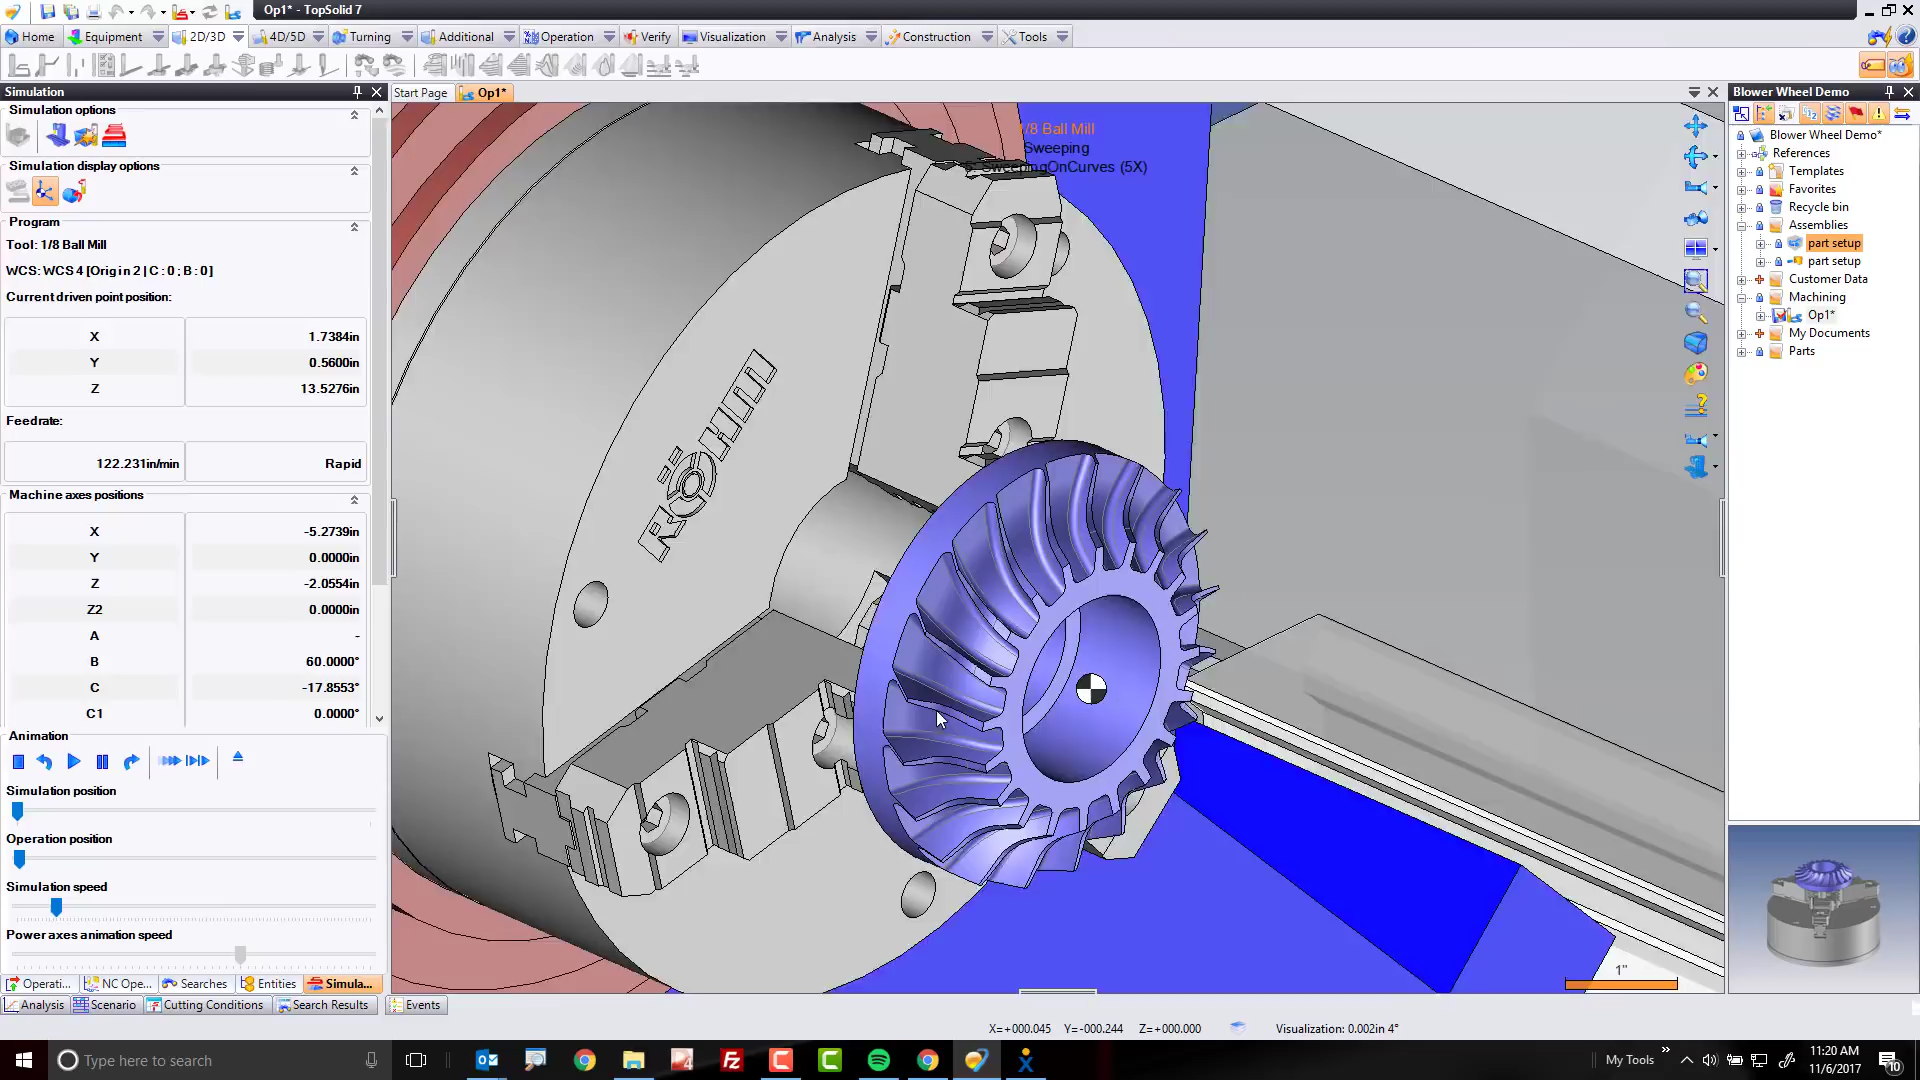 Op1* - TopSolid 7
Home
Equipment
2D/3D
4D/5D
Turning
Additional
Operation
Verify
Visualization
Analysis
Construction
Tools
Simulation
Start Page
Op1*
Blower Wheel Demo
Simulation options
Simulation display options
Program
Tool: 1/8 Ball Mill
WCS: WCS 4 [Origin 2 | C : 0 ; B : 0]
Current driven point position:
X 1.7384in
Y 0.5600in
Z 13.5276in
Feedrate:
122.231in/min Rapid
Machine axes positions
X -5.2739in
Y 0.0000in
Z -2.0554in
Z2 0.0000in
A -
B 60.0000°
C -17.8553°
C1 0.0000°
Animation
Simulation position
Operation position
Simulation speed
Power axes animation speed
Operati...
NC Ope...
Searches
Entities
Simula...
Analysis
Scenario
Cutting Conditions
Search Results
Events
1/8 Ball Mill
Sweeping
SweepingOnCurves (5X)
RÖHM
1"
Blower Wheel Demo*
References
Templates
Favorites
Recycle bin
Assemblies
part setup
part setup
Customer Data
Machining
Op1*
My Documents
Parts
X=+000.045 Y=-000.244 Z=+000.000
Visualization: 0.002in 4°
Type here to search
My Tools
11:20 AM
11/6/2017
10